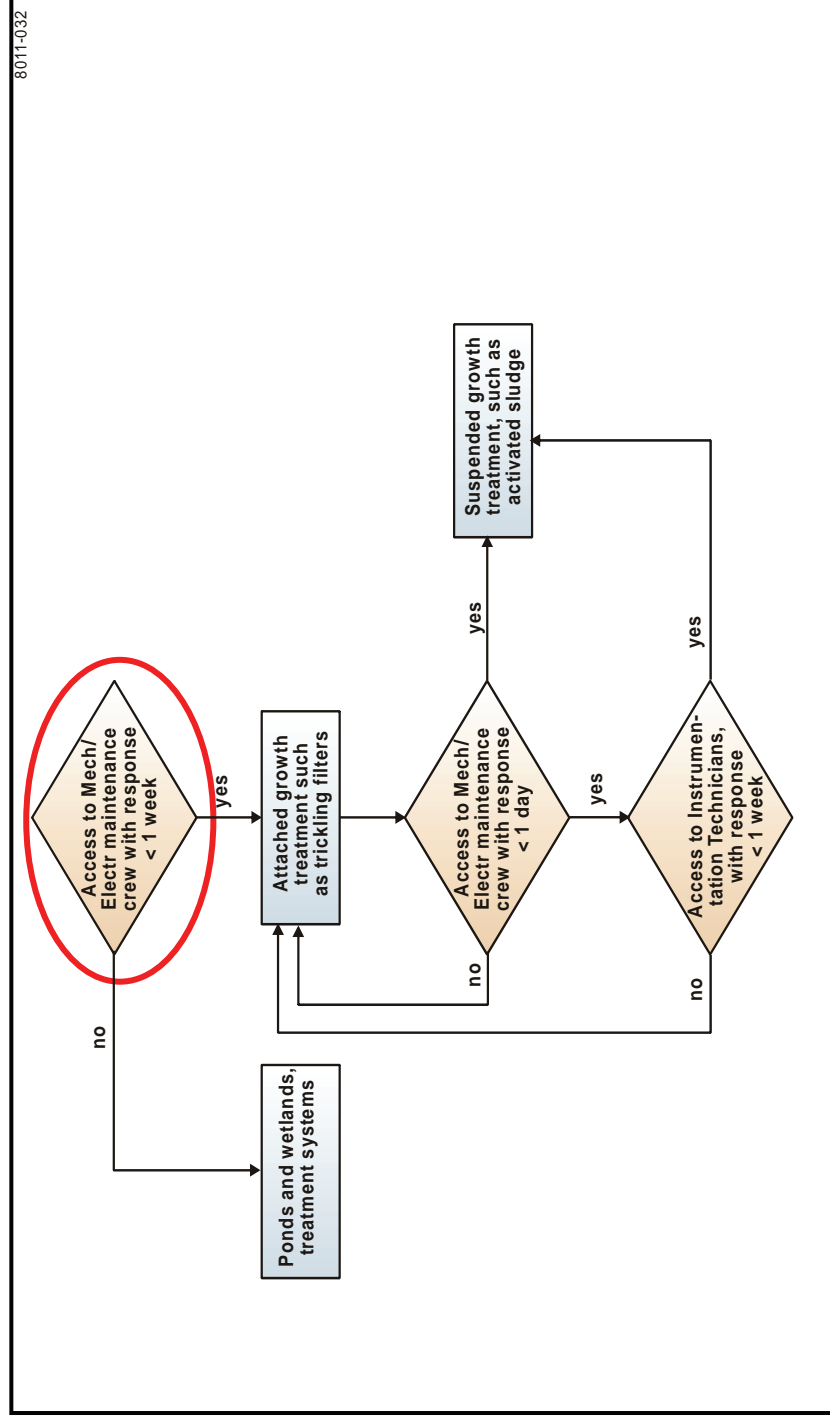 8011-032
Access to Mech/
Electr maintenance
crew with response
< 1 week
no
yes
Ponds and wetlands,
treatment systems
Attached growth
treatment such
as trickling filters
Access to Mech/
Electr maintenance
crew with response
< 1 day
no
yes
yes
Suspended growth
treatment, such as
activated sludge
Access to Instrumen-
tation Technicians,
with response
< 1 week
no
yes